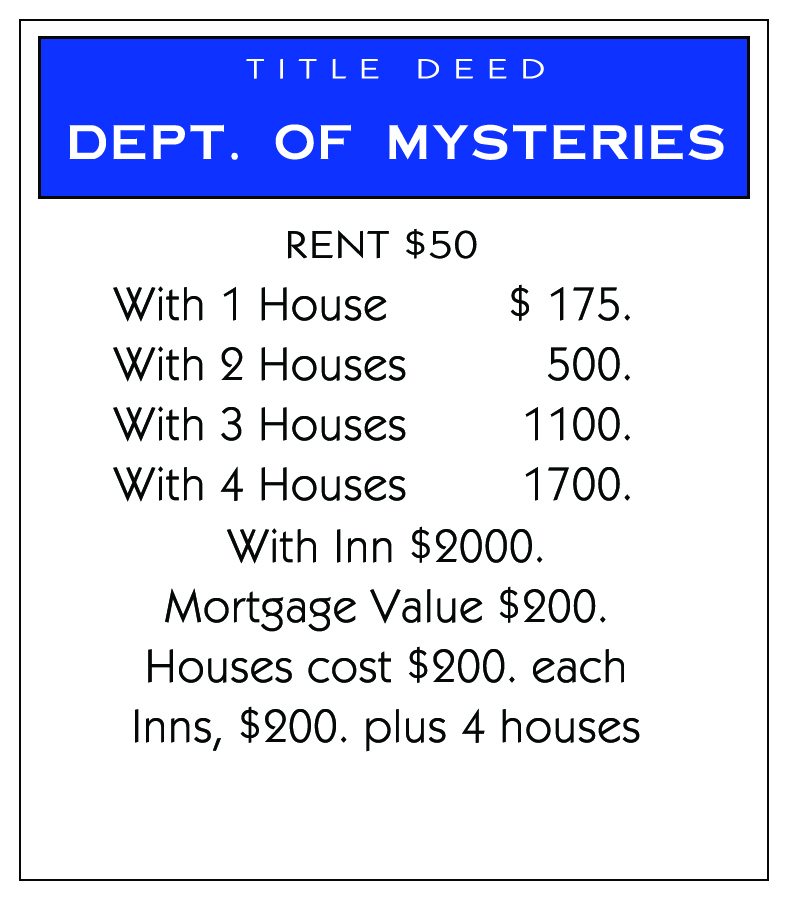 TITLE DEED
DEPT. OF MYSTERIES
RENT $50
With 1 House $ 175.
With 2 Houses 500.
With 3 Houses 1100.
With 4 Houses 1700.
With Inn $2000.
Mortgage Value $200.
Houses cost $200. each
Inns, $200. plus 4 houses